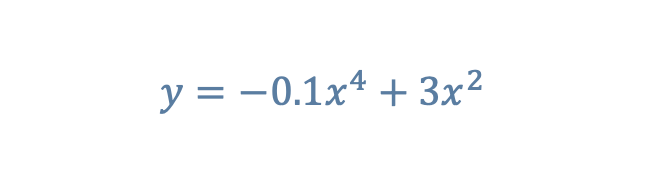 y = −0.1x⁴ + 3x²